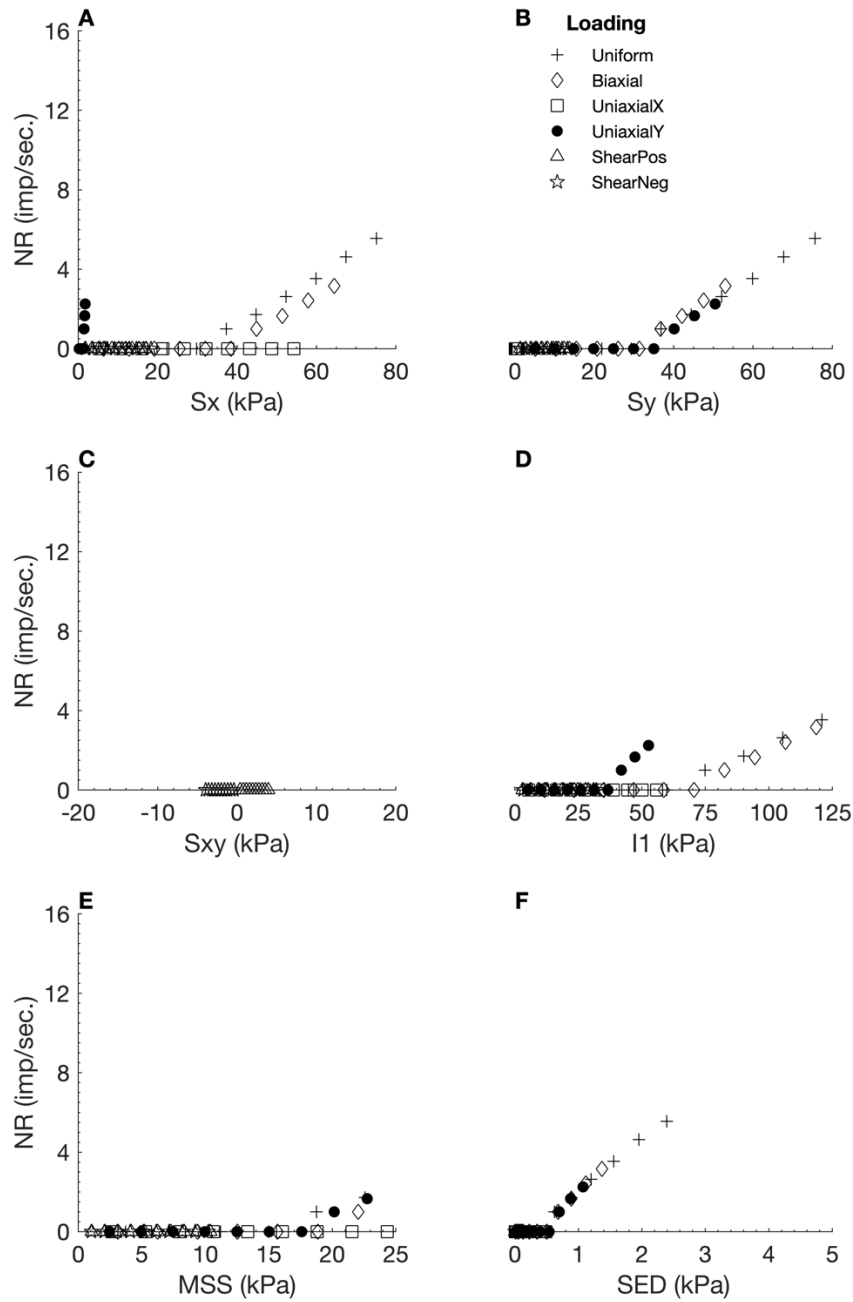 A
16
12
8
4
0
NR (imp/sec.)
0 20 40 60 80
Sx (kPa)
B
Loading
Uniform
Biaxial
UniaxialX
UniaxialY
ShearPos
ShearNeg
0 20 40 60 80
Sy (kPa)
C
16
12
8
4
0
NR (imp/sec.)
-20 -10 0 10 20
Sxy (kPa)
D
0 25 50 75 100 125
I1 (kPa)
E
16
12
8
4
0
NR (imp/sec.)
0 5 10 15 20 25
MSS (kPa)
F
0 1 2 3 4 5
SED (kPa)